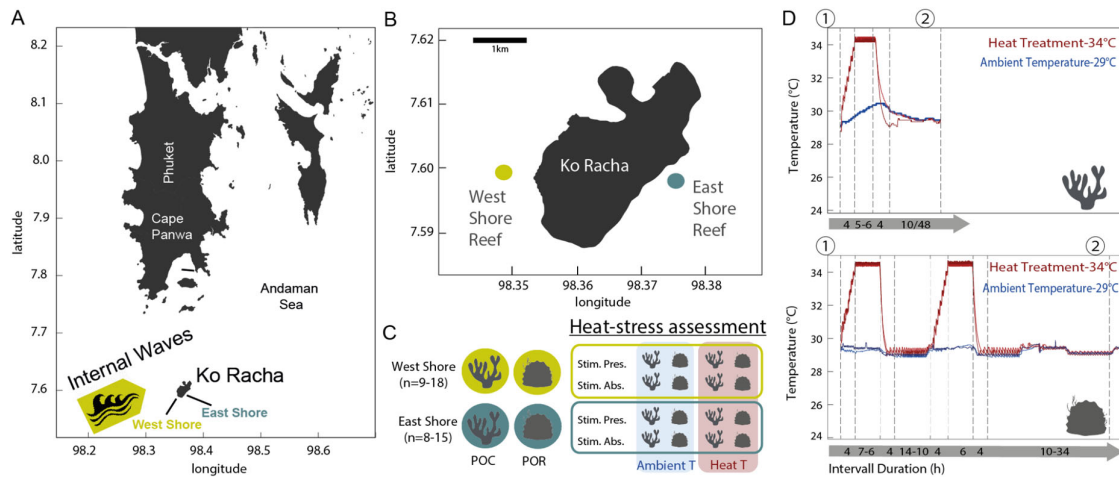 A
8.2
8.1
8.0
7.9
7.8
7.7
7.6
latitude
Phuket
Cape
Panwa
Andaman
Sea
Internal Waves
Ko Racha
West Shore
East Shore
98.2 98.3 98.4 98.5 98.6
longitude
B
7.62
7.61
7.60
7.59
latitude
1km
Ko Racha
West
Shore
Reef
East
Shore
Reef
98.35 98.36 98.37 98.38
longitude
C
Heat-stress assessment
West Shore
(n=9-18)
Stim. Pres.
Stim. Abs.
East Shore
(n=8-15)
Stim. Pres.
Stim. Abs.
POC POR
Ambient T Heat T
D
1 2
34
32
30
28
26
24
Temperature (°C)
Heat Treatment-34°C
Ambient Temperature-29°C
4 5-6 4 10/48
1 2
34
32
30
28
26
24
Temperature (°C)
Heat Treatment-34°C
Ambient Temperature-29°C
4 7-6 4 14-10 4 6 4 10-34
Intervall Duration (h)